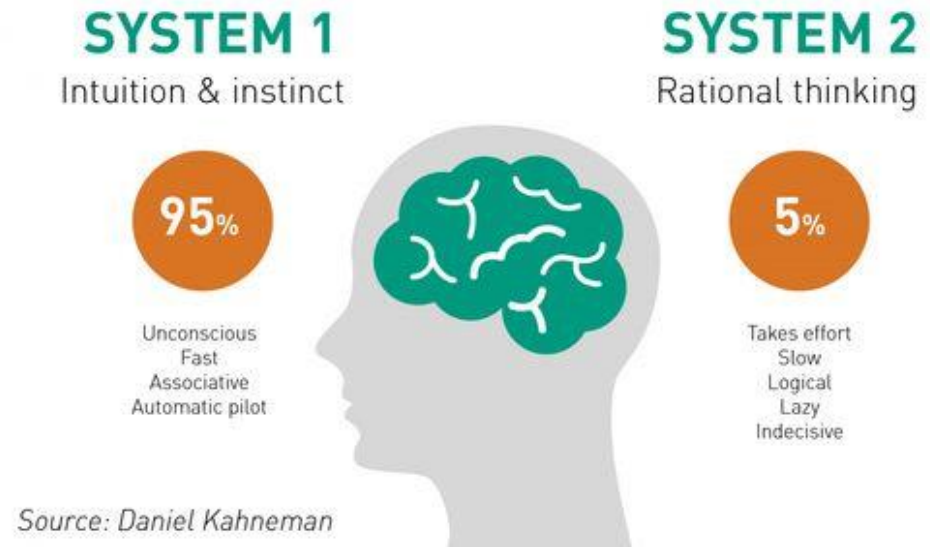 SYSTEM 1
Intuition & instinct
95%
Unconscious
Fast
Associative
Automatic pilot
SYSTEM 2
Rational thinking
5%
Takes effort
Slow
Logical
Lazy
Indecisive
Source: Daniel Kahneman